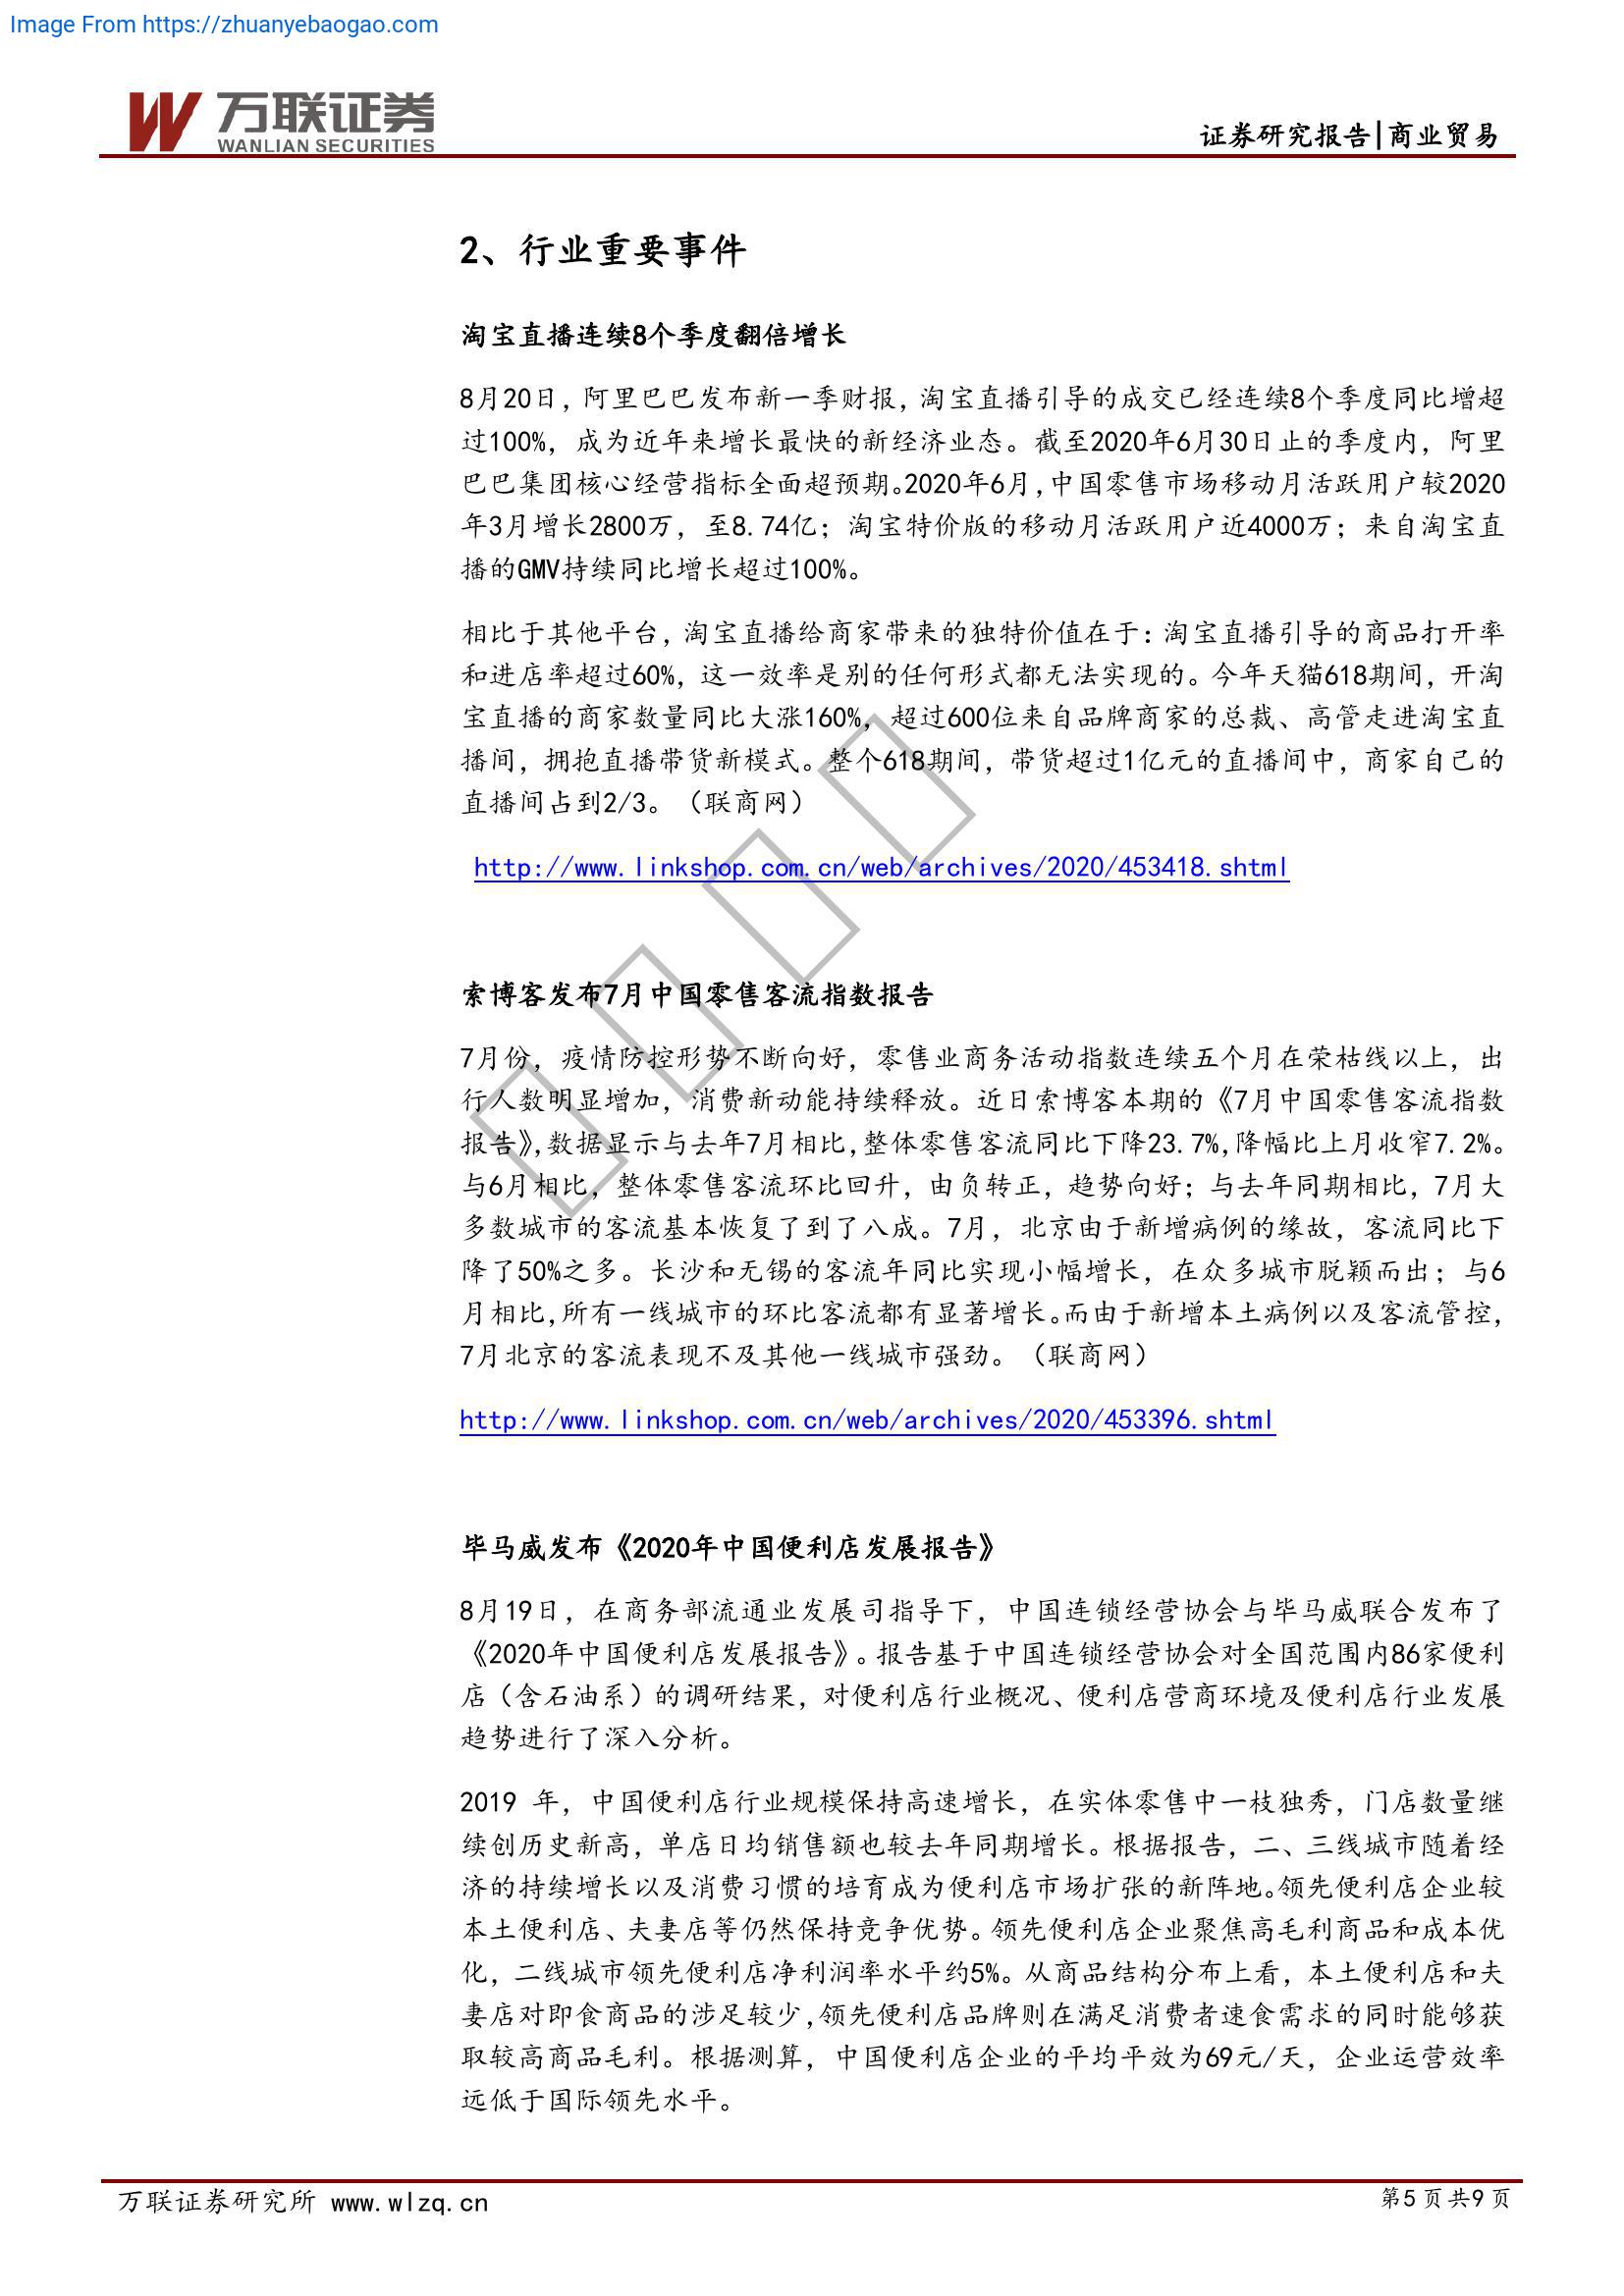 Image From https://zhuanyebaogao.com
万联证券
WANLIAN SECURITIES
证券研究报告|商业贸易
2、行业重要事件
淘宝直播连续8个季度翻倍增长
8月20日，阿里巴巴发布新一季财报，淘宝直播引导的成交已经连续8个季度同比增超
过100%，成为近年来增长最快的新经济业态。截至2020年6月30日止的季度内，阿里
巴巴集团核心经营指标全面超预期。2020年6月，中国零售市场移动月活跃用户较2020
年3月增长2800万，至8.74亿；淘宝特价版的移动月活跃用户近4000万；来自淘宝直
播的GMV持续同比增长超过100%。
相比于其他平台，淘宝直播给商家带来的独特价值在于：淘宝直播引导的商品打开率
和进店率超过60%，这一效率是别的任何形式都无法实现的。今年天猫618期间，开淘
宝直播的商家数量同比大涨160%，超过600位来自品牌商家的总裁、高管走进淘宝直
播间，拥抱直播带货新模式。整个618期间，带货超过1亿元的直播间中，商家自己的
直播间占到2/3。（联商网）
http://www.linkshop.com.cn/web/archives/2020/453418.shtml
索博客发布7月中国零售客流指数报告
7月份，疫情防控形势不断向好，零售业商务活动指数连续五个月在荣枯线以上，出
行人数明显增加，消费新动能持续释放。近日索博客本期的《7月中国零售客流指数
报告》，数据显示与去年7月相比，整体零售客流同比下降23.7%，降幅比上月收窄7.2%。
与6月相比，整体零售客流环比回升，由负转正，趋势向好；与去年同期相比，7月大
多数城市的客流基本恢复了到了八成。7月，北京由于新增病例的缘故，客流同比下
降了50%之多。长沙和无锡的客流年同比实现小幅增长，在众多城市脱颖而出；与6
月相比，所有一线城市的环比客流都有显著增长。而由于新增本土病例以及客流管控，
7月北京的客流表现不及其他一线城市强劲。（联商网）
http://www.linkshop.com.cn/web/archives/2020/453396.shtml
毕马威发布《2020年中国便利店发展报告》
8月19日，在商务部流通业发展司指导下，中国连锁经营协会与毕马威联合发布了
《2020年中国便利店发展报告》。报告基于中国连锁经营协会对全国范围内86家便利
店（含石油系）的调研结果，对便利店行业概况、便利店营商环境及便利店行业发展
趋势进行了深入分析。
2019 年，中国便利店行业规模保持高速增长，在实体零售中一枝独秀，门店数量继
续创历史新高，单店日均销售额也较去年同期增长。根据报告，二、三线城市随着经
济的持续增长以及消费习惯的培育成为便利店市场扩张的新阵地。领先便利店企业较
本土便利店、夫妻店等仍然保持竞争优势。领先便利店企业聚焦高毛利商品和成本优
化，二线城市领先便利店净利润率水平约5%。从商品结构分布上看，本土便利店和夫
妻店对即食商品的涉足较少，领先便利店品牌则在满足消费者速食需求的同时能够获
取较高商品毛利。根据测算，中国便利店企业的平均平效为69元/天，企业运营效率
远低于国际领先水平。
万联证券研究所 www.wlzq.cn
第5页共9页